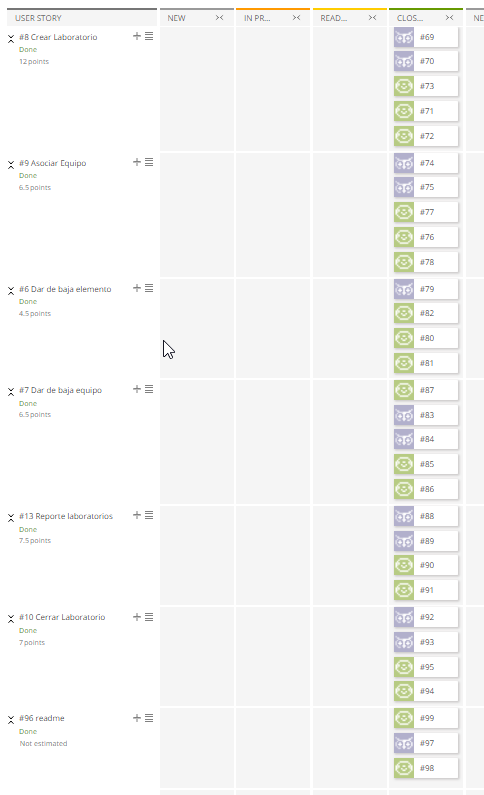 USER STORY NEW IN PR... READ... CLOS... NE
#8 Crear Laboratorio
Done
12 points
#69
#70
#73
#71
#72
#9 Asociar Equipo
Done
6.5 points
#74
#75
#77
#76
#78
#6 Dar de baja elemento
Done
4.5 points
#79
#82
#80
#81
#7 Dar de baja equipo
Done
6.5 points
#87
#83
#84
#85
#86
#13 Reporte laboratorios
Done
7.5 points
#88
#89
#90
#91
#10 Cerrar Laboratorio
Done
7 points
#92
#93
#95
#94
#96 readme
Done
Not estimated
#99
#97
#98